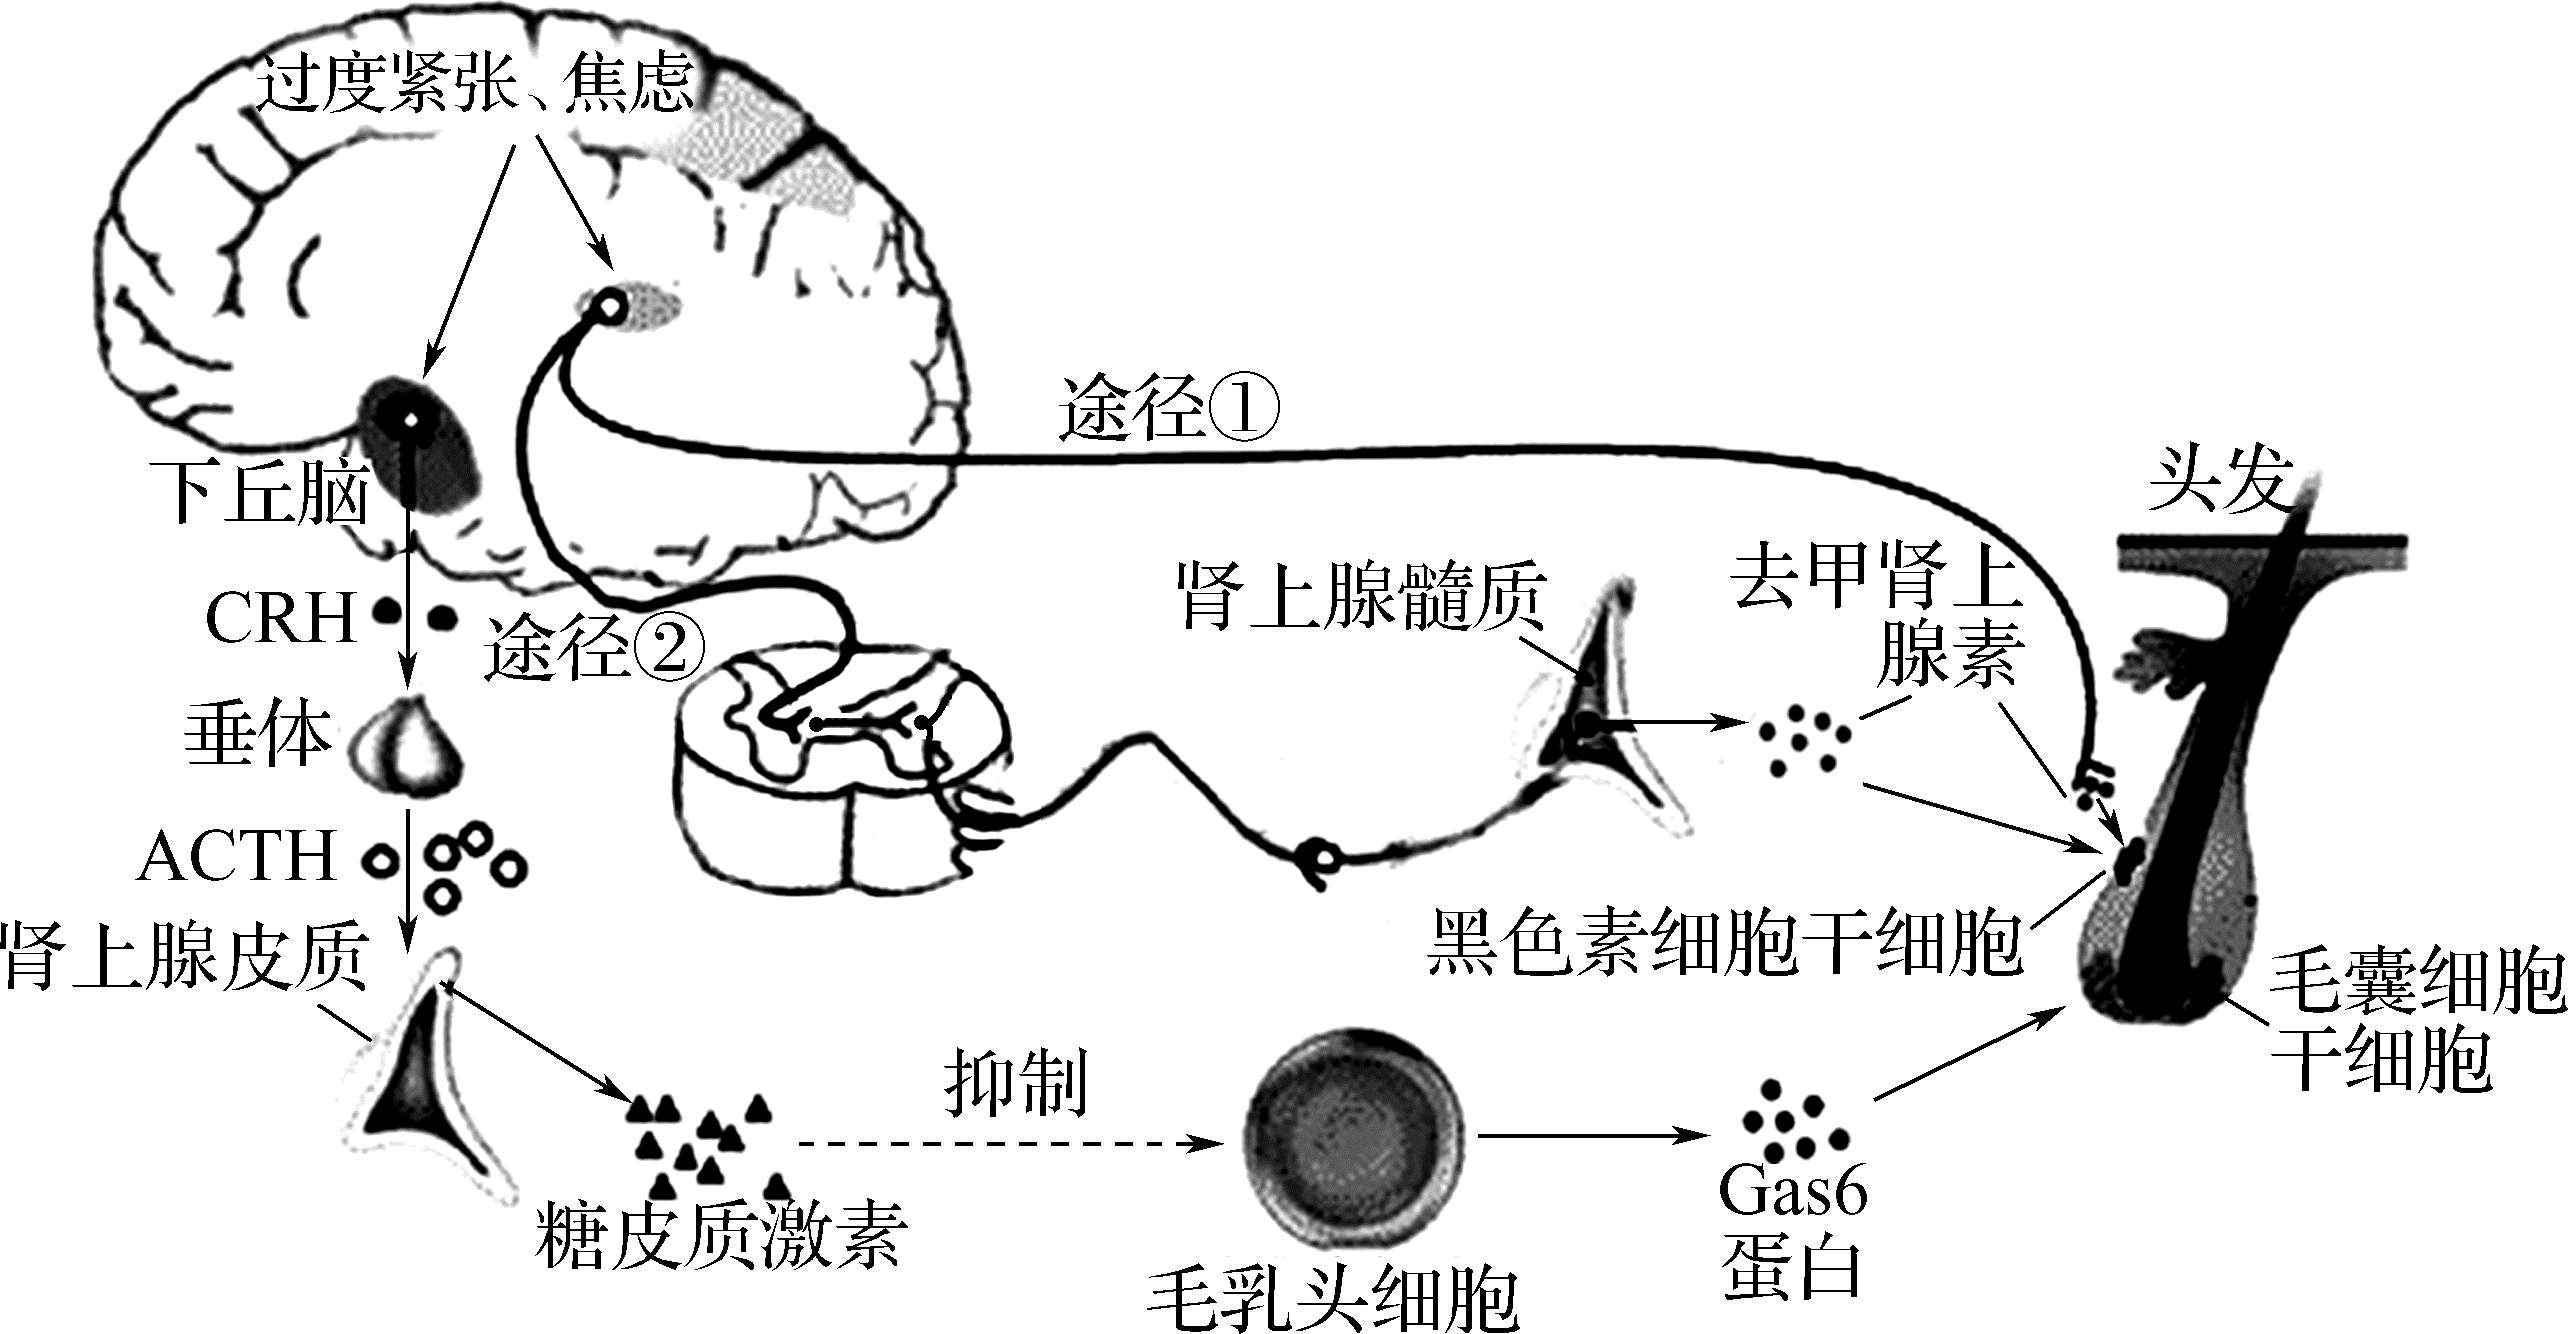 过度紧张、焦虑
途径①
下丘脑
头发
CRH
途径②
肾上腺髓质
去甲肾上
腺素
垂体
ACTH
肾上腺皮质
黑色素细胞干细胞
毛囊细胞
干细胞
抑制
糖皮质激素
毛乳头细胞
Gas6
蛋白